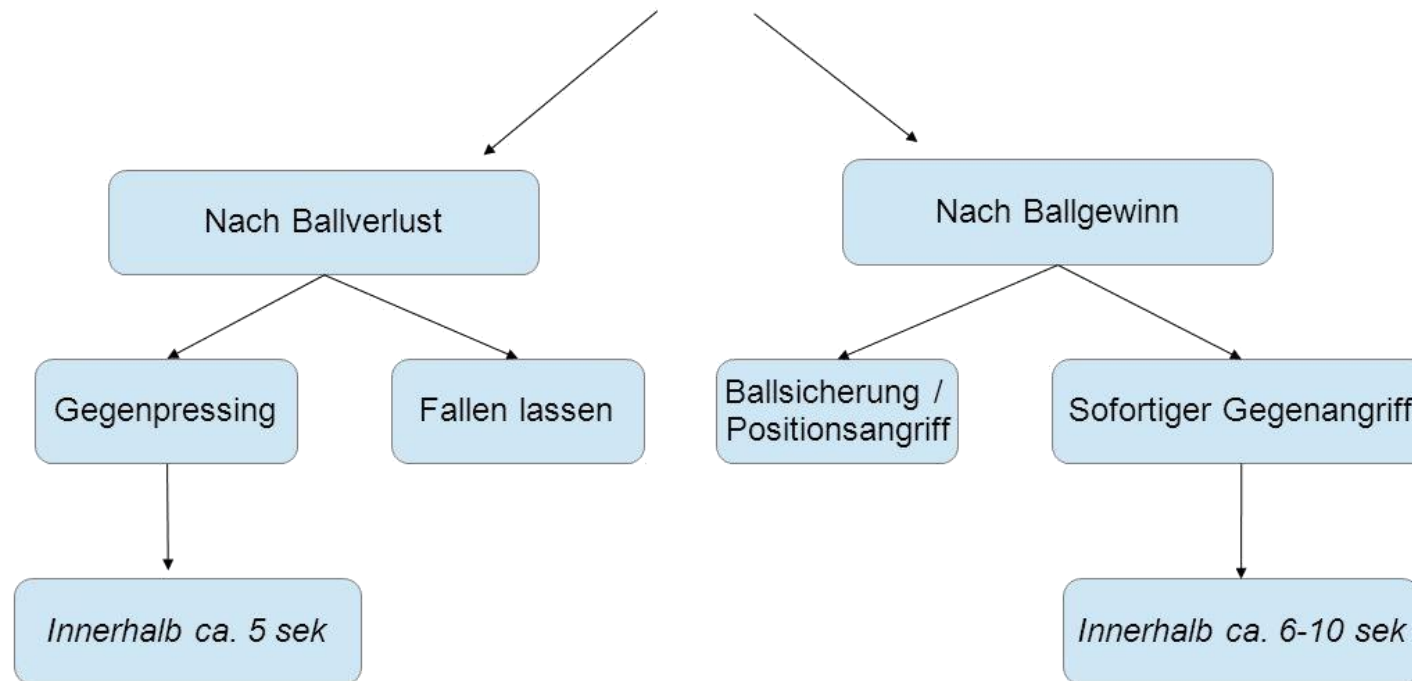 Nach Ballverlust
Nach Ballgewinn
Gegenpressing
Fallen lassen
Ballsicherung /
Positionsangriff
Sofortiger Gegenangriff
Innerhalb ca. 5 sek
Innerhalb ca. 6-10 sek